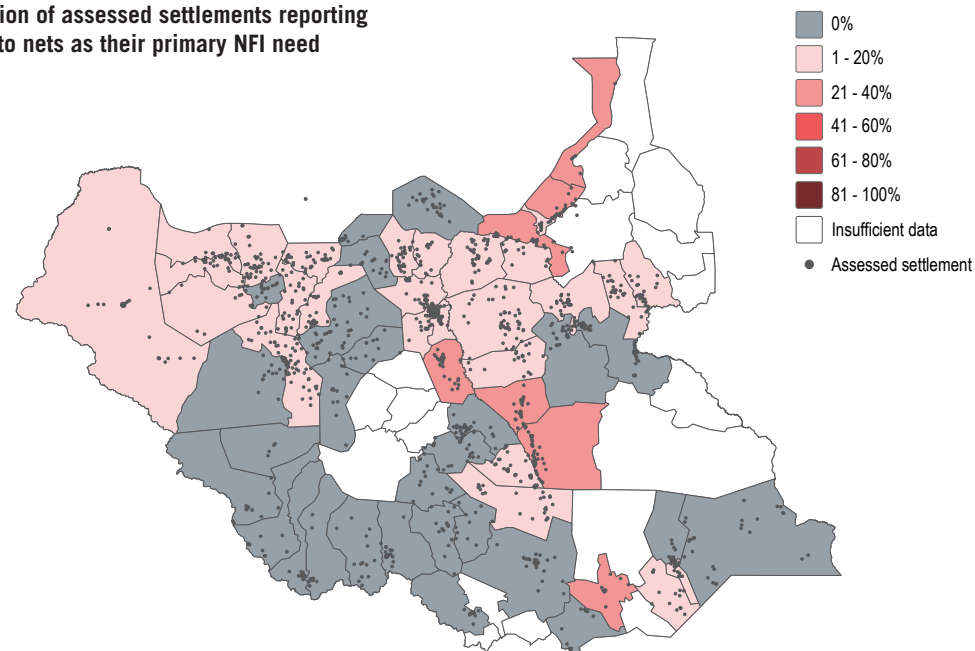 of assessed settlements reporting
to nets as their primary NFI need
0%
1 - 20%
21 - 40%
41 - 60%
61 - 80%
81 - 100%
Insufficient data
Assessed settlement